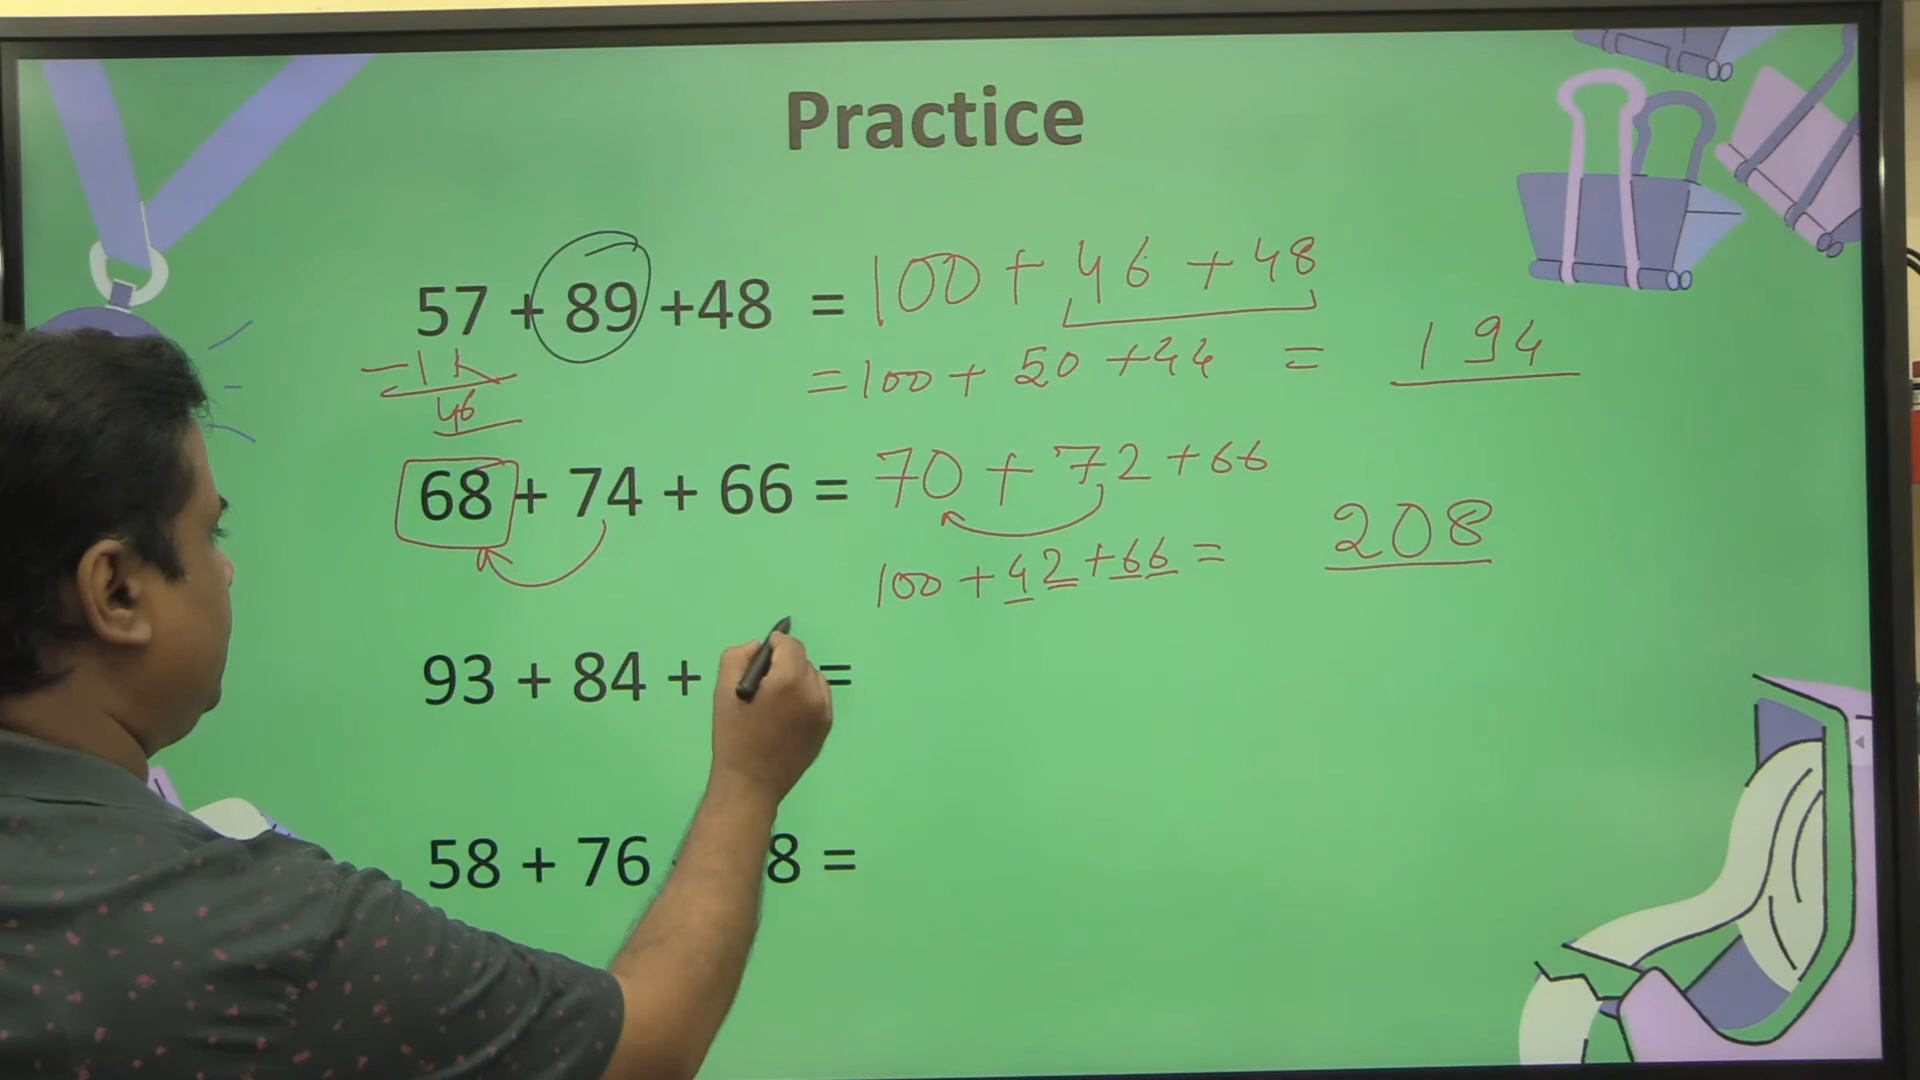 Practice
57 + 89 +48 = 100 + 46 + 48
- 11
46
= 100 + 50 + 44 = 194
68 + 74 + 66 = 70 + 72 + 66
100 + 42 + 66 = 208
93 + 84 + =
58 + 76 8 =